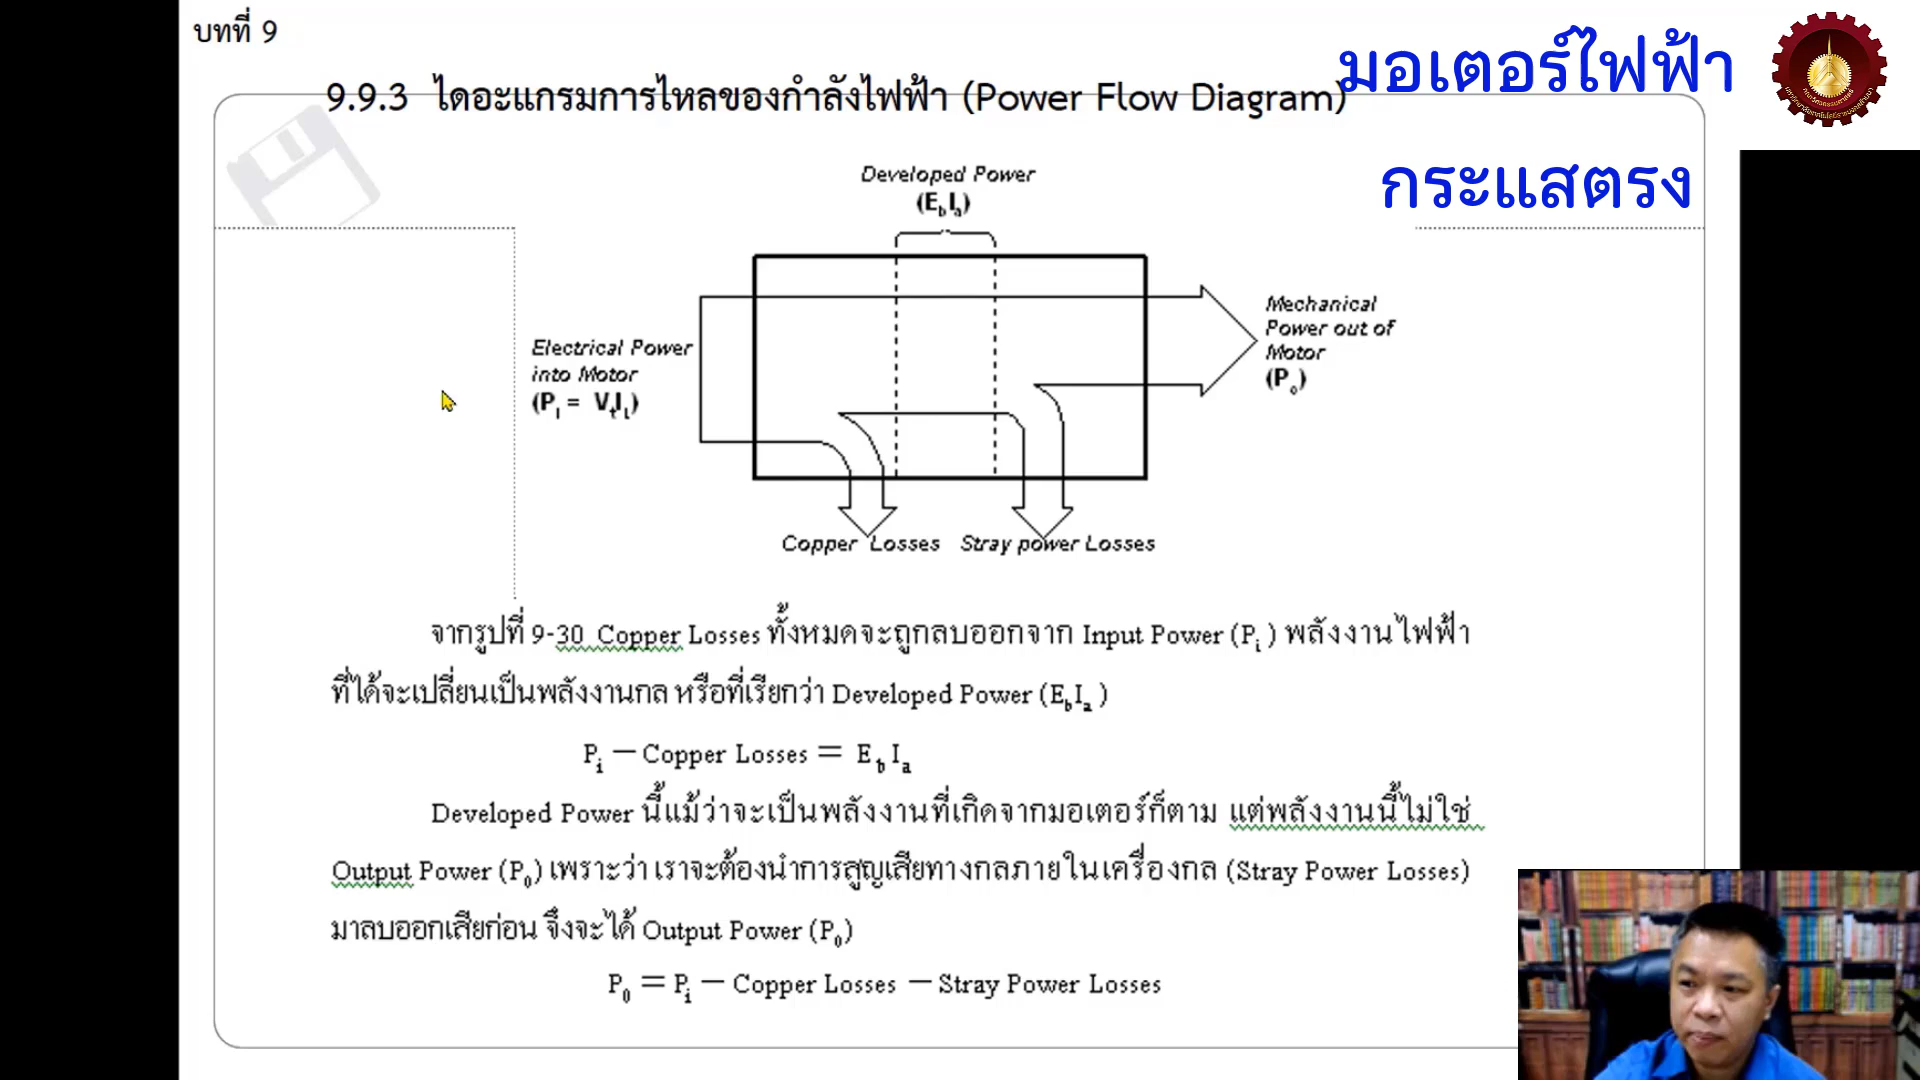 บทที่ 9
มอเตอร์ไฟฟ้า
กระแสตรง
9.9.3 ไดอะแกรมการไหลของกำลังไฟฟ้า (Power Flow Diagram)
Developed Power
(EbIa)
Electrical Power
into Motor
(PI = VtIL)
Mechanical
Power out of
Motor
(Po)
Copper Losses
Stray power Losses
จากรูปที่ 9-30 Copper Losses ทั้งหมดจะถูกลบออกจาก Input Power (Pi ) พลังงานไฟฟ้า
ที่ได้จะเปลี่ยนเป็นพลังงานกล หรือที่เรียกว่า Developed Power (EbIa )
Pi – Copper Losses = EbIa
Developed Power นี้แม้ว่าจะเป็นพลังงานที่เกิดจากมอเตอร์ก็ตาม แต่พลังงานนี้ไม่ใช่
Output Power (P0) เพราะว่า เราจะต้องนำการสูญเสียทางกลภายในเครื่องกล (Stray Power Losses)
มาลบออกเสียก่อน จึงจะได้ Output Power (P0)
P0 = Pi – Copper Losses – Stray Power Losses